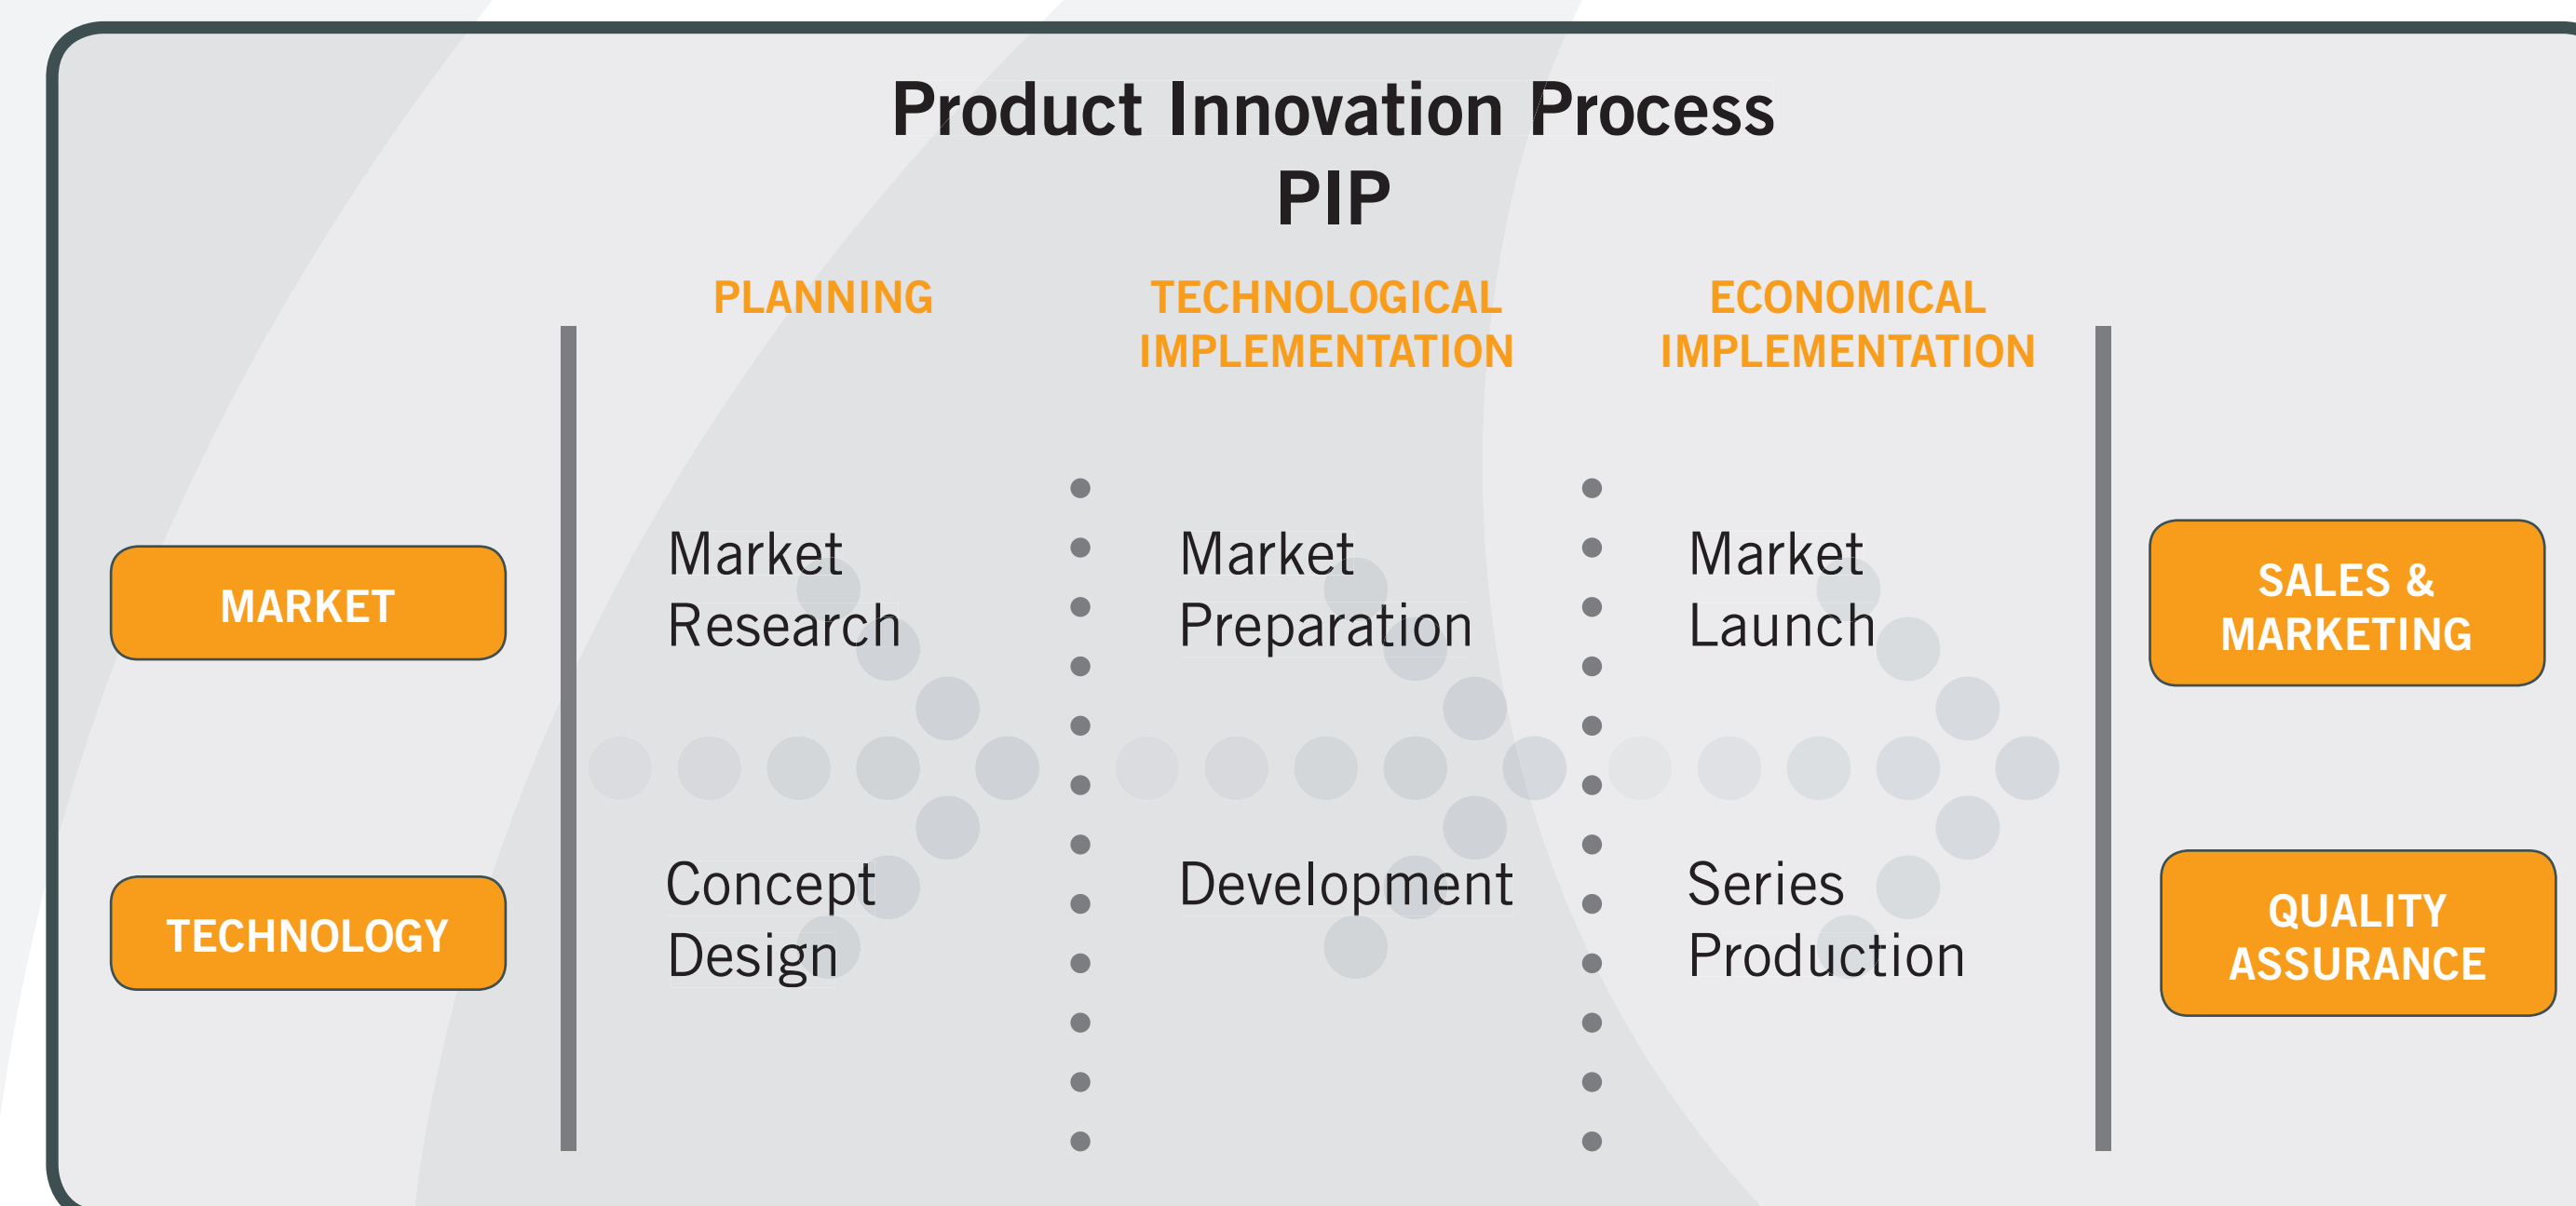 Product Innovation Process
PIP
PLANNING
TECHNOLOGICAL
IMPLEMENTATION
ECONOMICAL
IMPLEMENTATION
MARKET
Market
Research
Market
Preparation
Market
Launch
SALES &
MARKETING
TECHNOLOGY
Concept
Design
Development
Series
Production
QUALITY
ASSURANCE